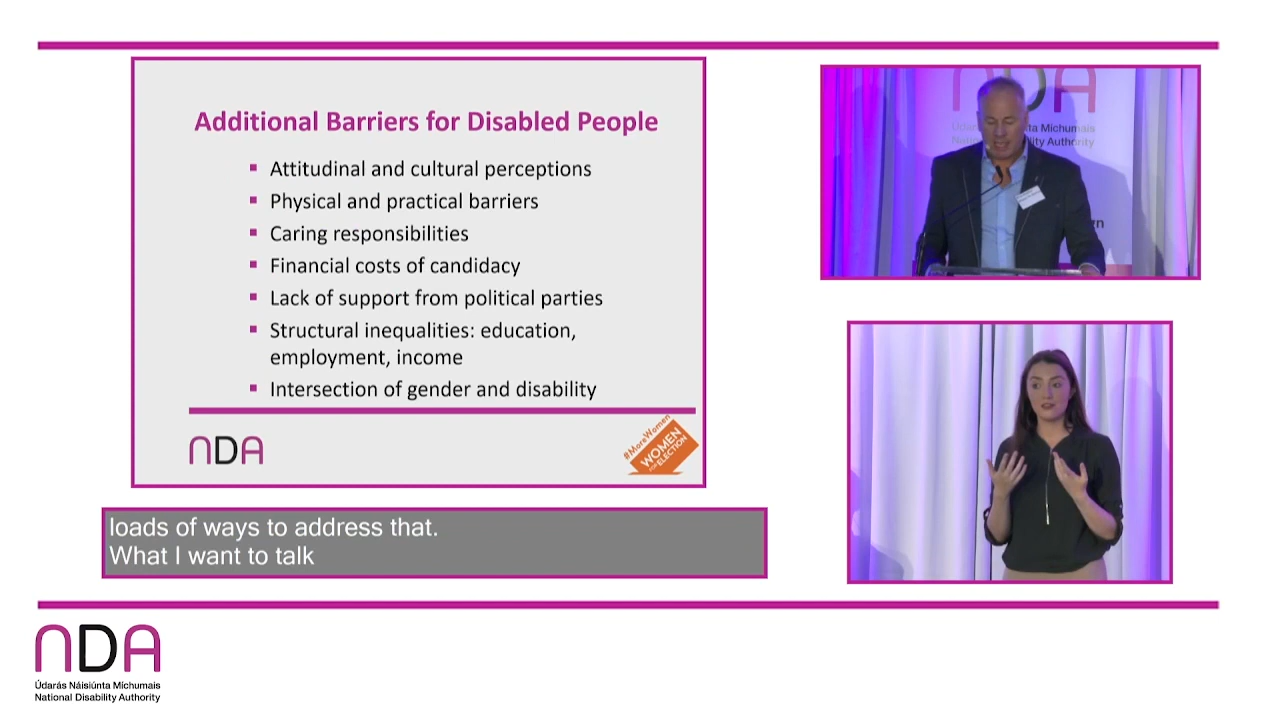 Additional Barriers for Disabled People
▪ Attitudinal and cultural perceptions
▪ Physical and practical barriers
▪ Caring responsibilities
▪ Financial costs of candidacy
▪ Lack of support from political parties
▪ Structural inequalities: education,
employment, income
▪ Intersection of gender and disability
NDA
#MoreWomen
WOMEN
FOR ELECTION
loads of ways to address that.
What I want to talk
NDA
Údarás Náisiúnta Míchumais
National Disability Authority
NDA
Míchumais
Authority